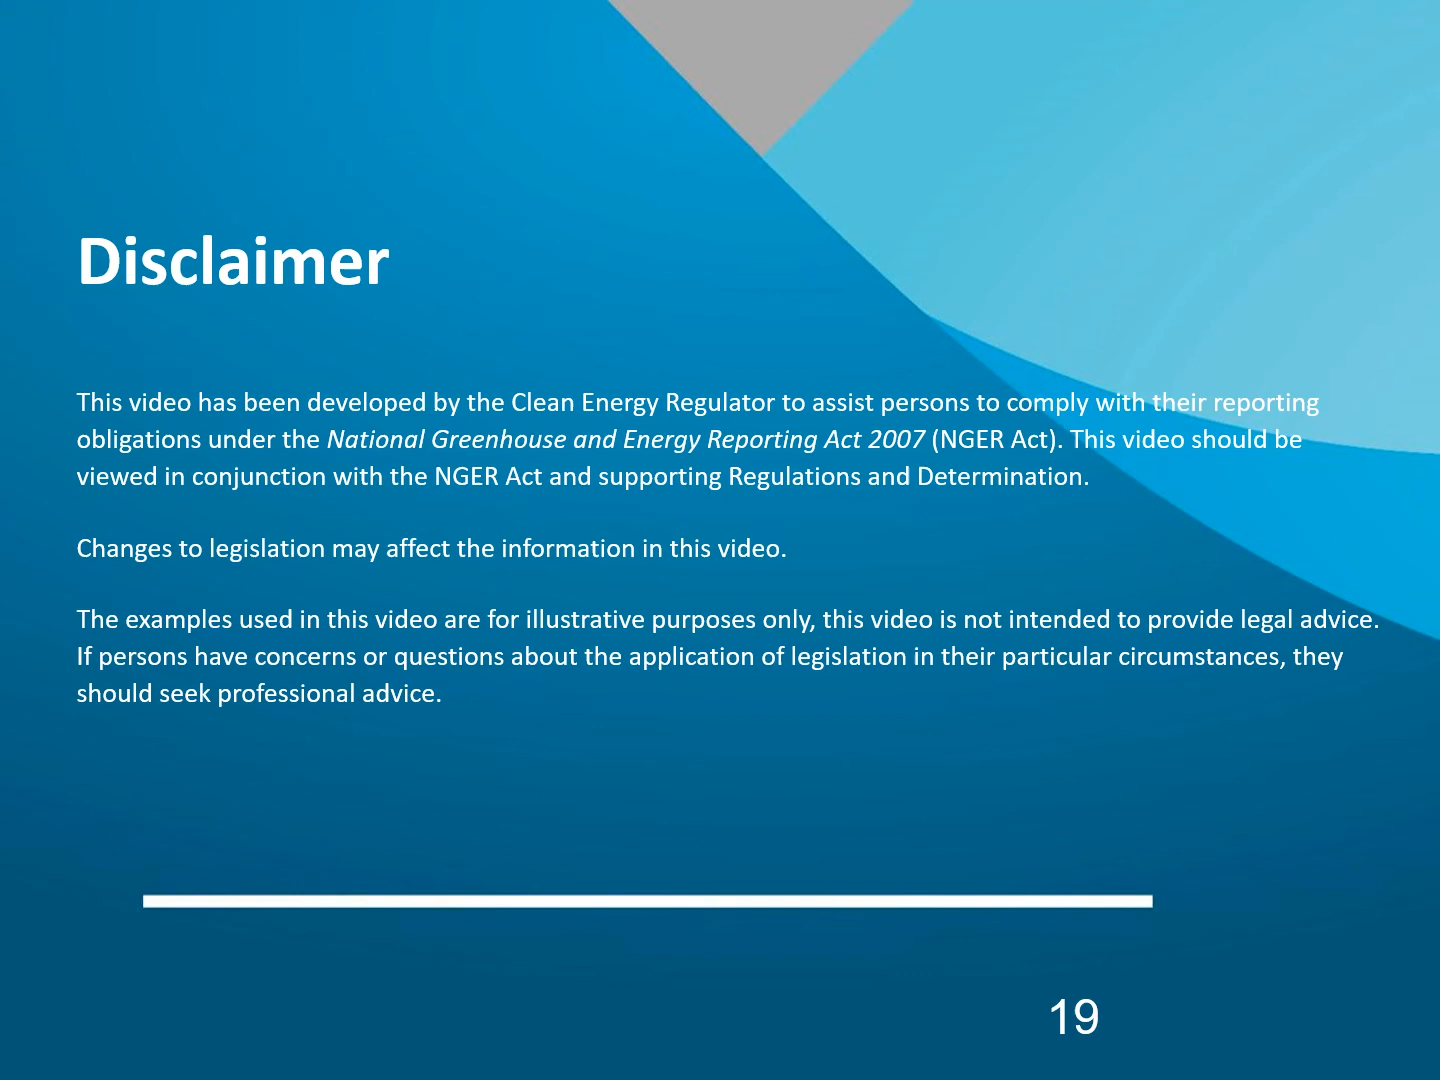 Disclaimer
This video has been developed by the Clean Energy Regulator to assist persons to comply with their reporting
obligations under the National Greenhouse and Energy Reporting Act 2007 (NGER Act). This video should be
viewed in conjunction with the NGER Act and supporting Regulations and Determination.
Changes to legislation may affect the information in this video.
The examples used in this video are for illustrative purposes only, this video is not intended to provide legal advice.
If persons have concerns or questions about the application of legislation in their particular circumstances, they
should seek professional advice.
19